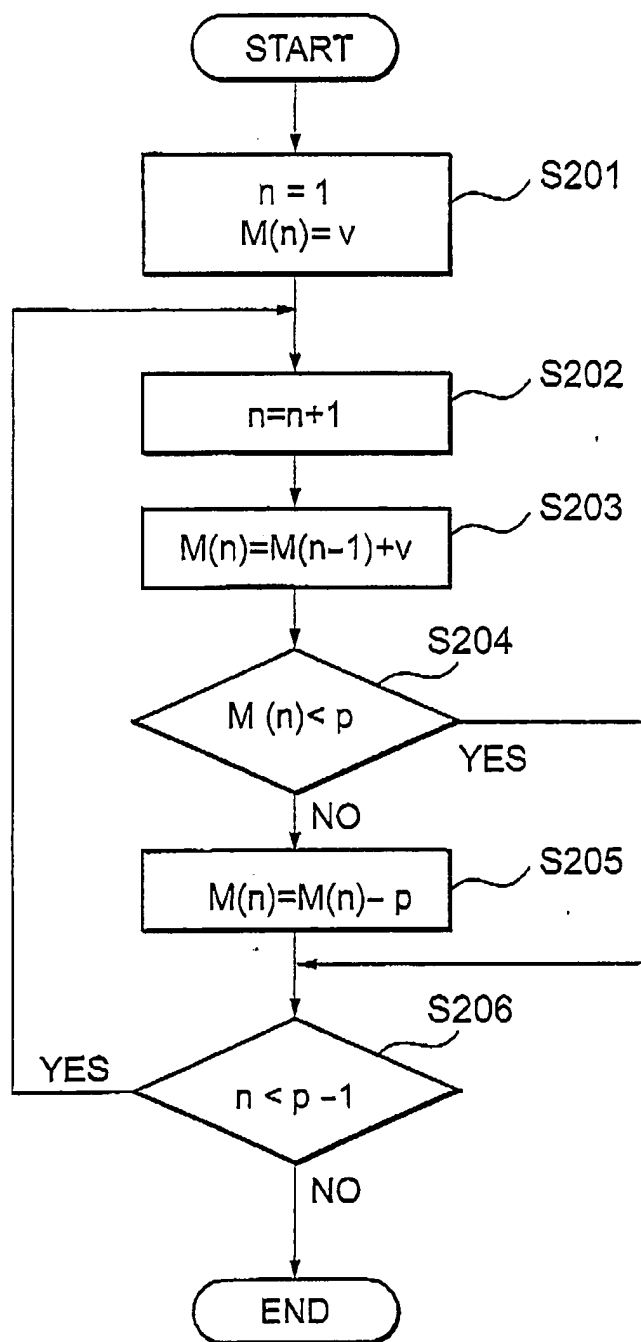 START
n = 1
M(n)= v
S201
n=n+1
S202
M(n)=M(n-1)+v
S203
M (n)< p
S204
YES
NO
M(n)=M(n)- p
S205
n < p -1
S206
YES
NO
END